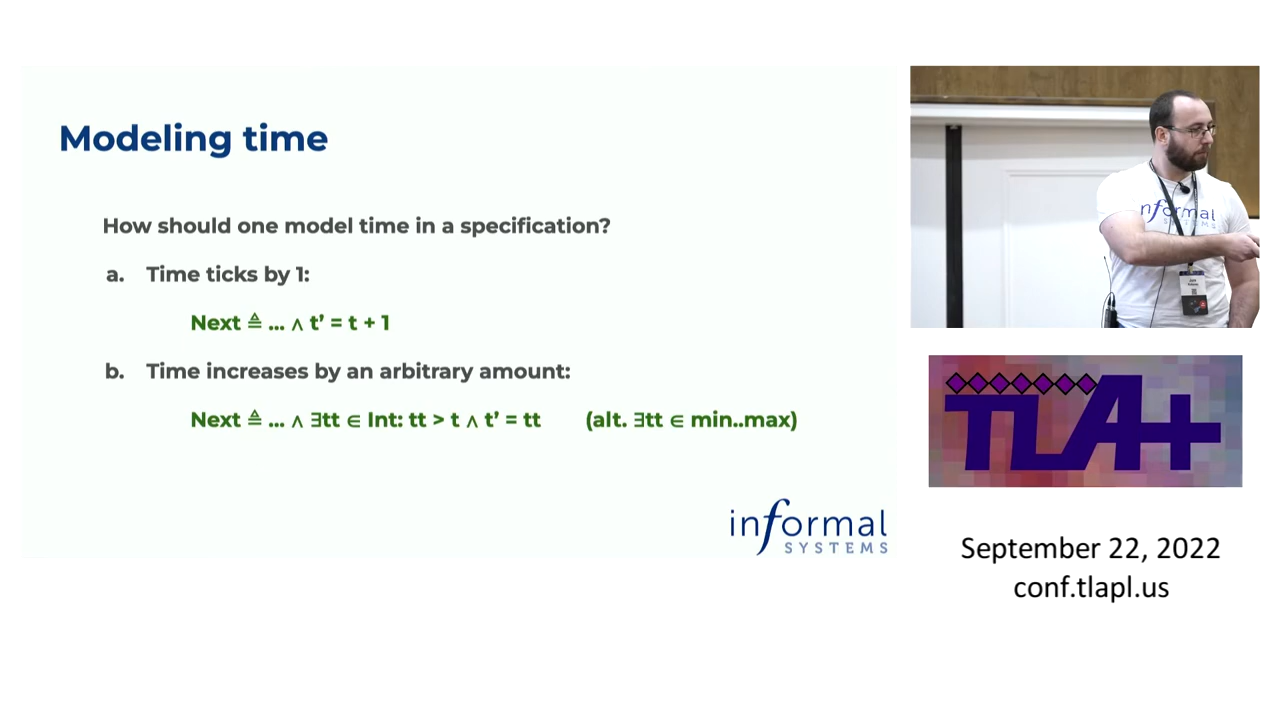 Modeling time
How should one model time in a specification?
a. Time ticks by 1:
Next ≜ ... ∧ t’ = t + 1
b. Time increases by an arbitrary amount:
Next ≜ ... ∧ ∃tt ∈ Int: tt > t ∧ t’ = tt (alt. ∃tt ∈ min..max)
informal
SYSTEMS
informal
SYSTEMS
TLA+
September 22, 2022
conf.tlapl.us